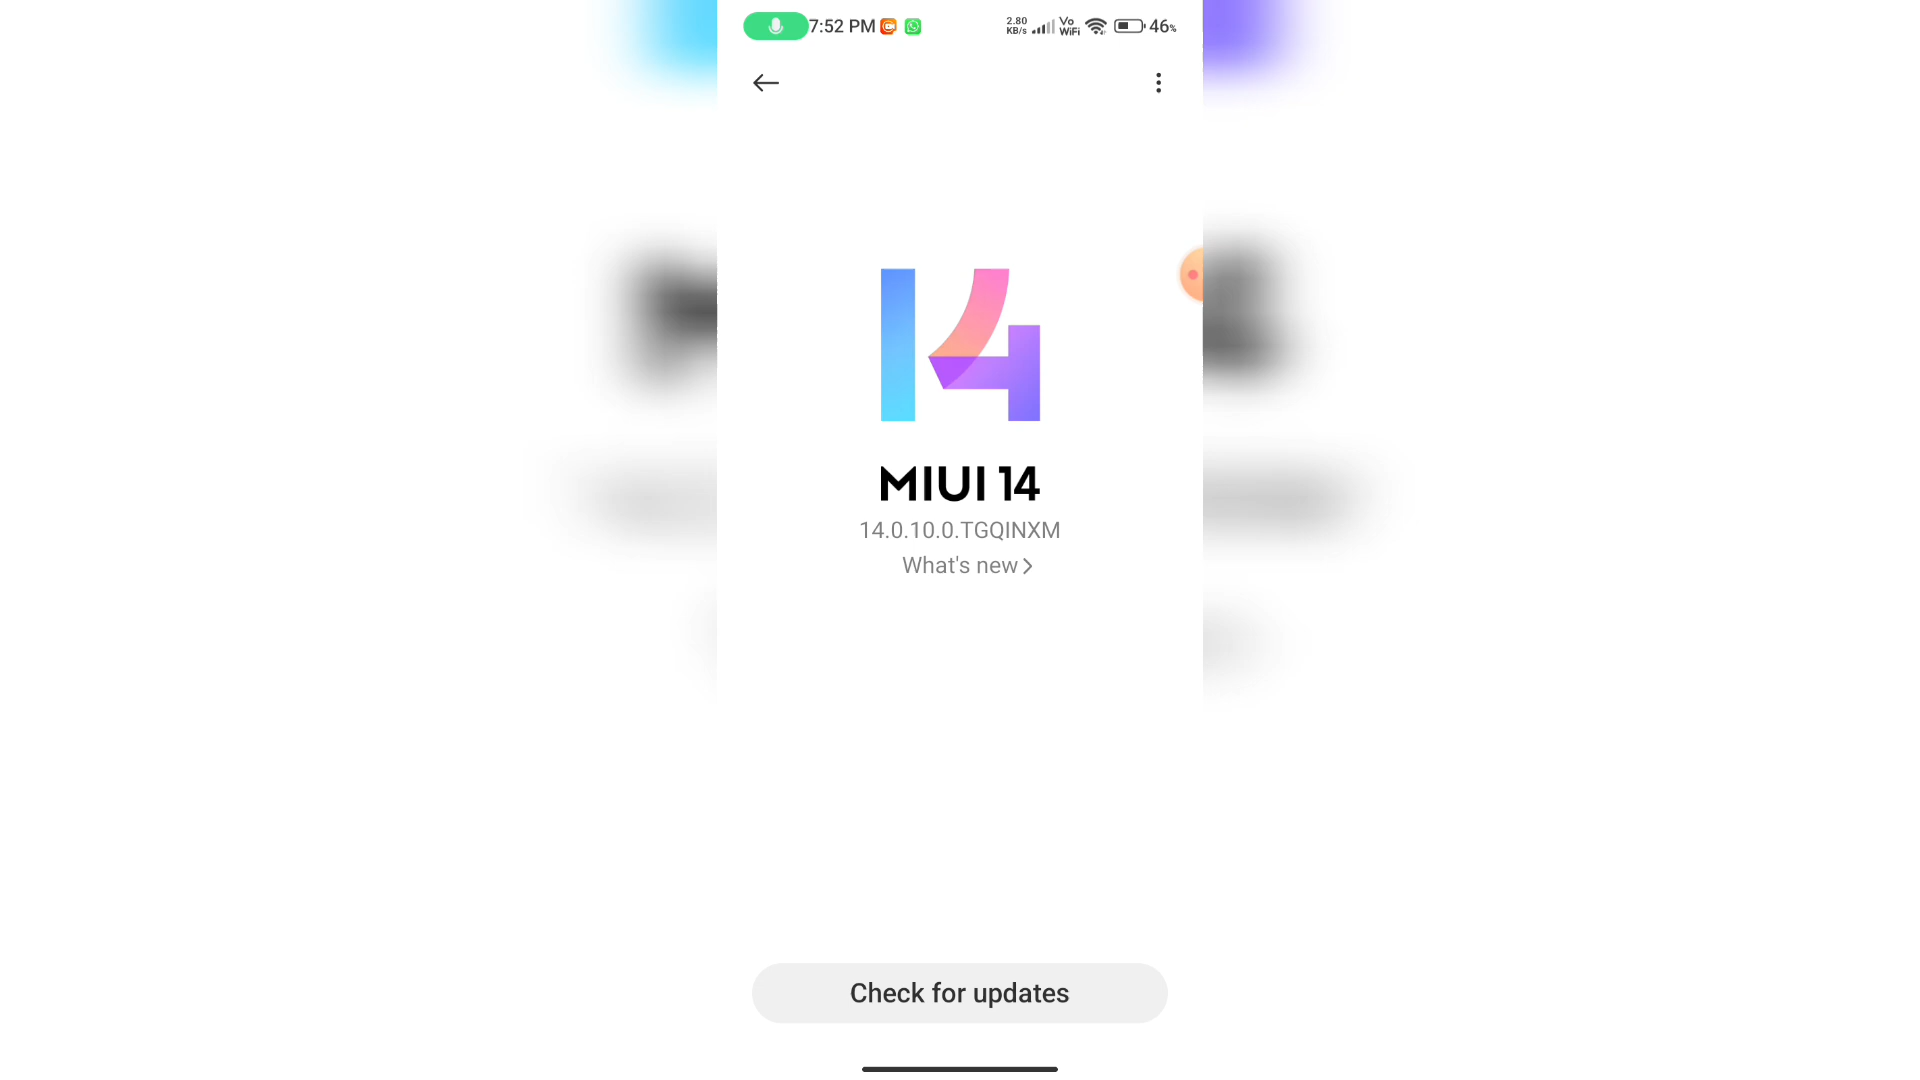 7:52 PM 2.80 KB/s Vo WiFi 46%
14
MIUI 14
14.0.10.0.TGQINXM
What's new
Check for updates